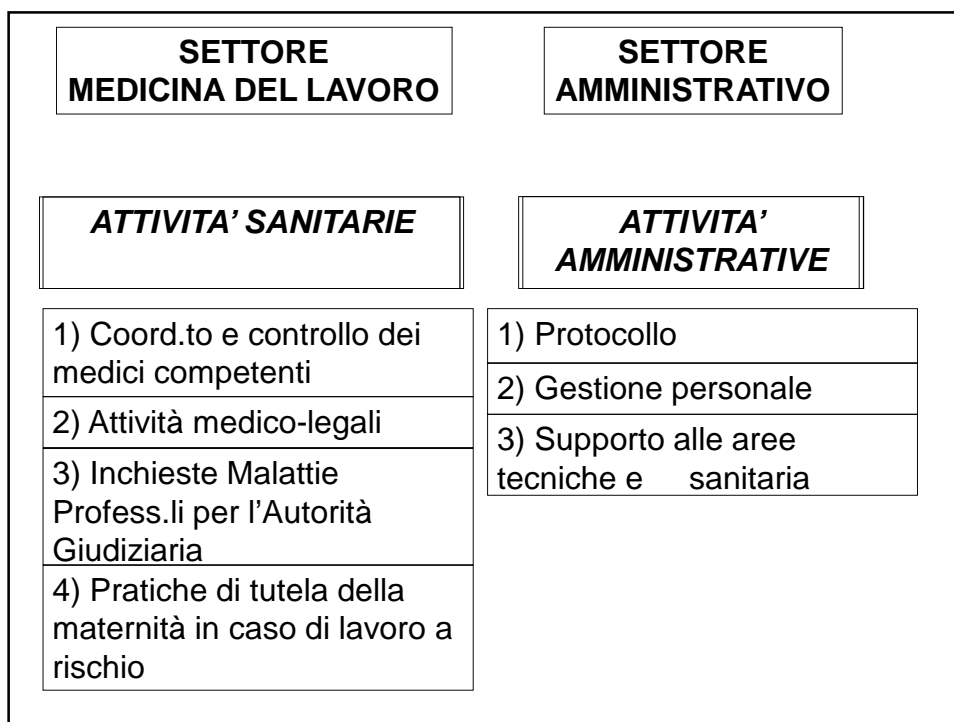 SETTORE
MEDICINA DEL LAVORO
ATTIVITA’ SANITARIE
1) Coord.to e controllo dei
medici competenti
2) Attività medico-legali
3) Inchieste Malattie
Profess.li per l’Autorità
Giudiziaria
4) Pratiche di tutela della
maternità in caso di lavoro a
rischio
SETTORE
AMMINISTRATIVO
ATTIVITA’
AMMINISTRATIVE
1) Protocollo
2) Gestione personale
3) Supporto alle aree
tecniche e sanitaria